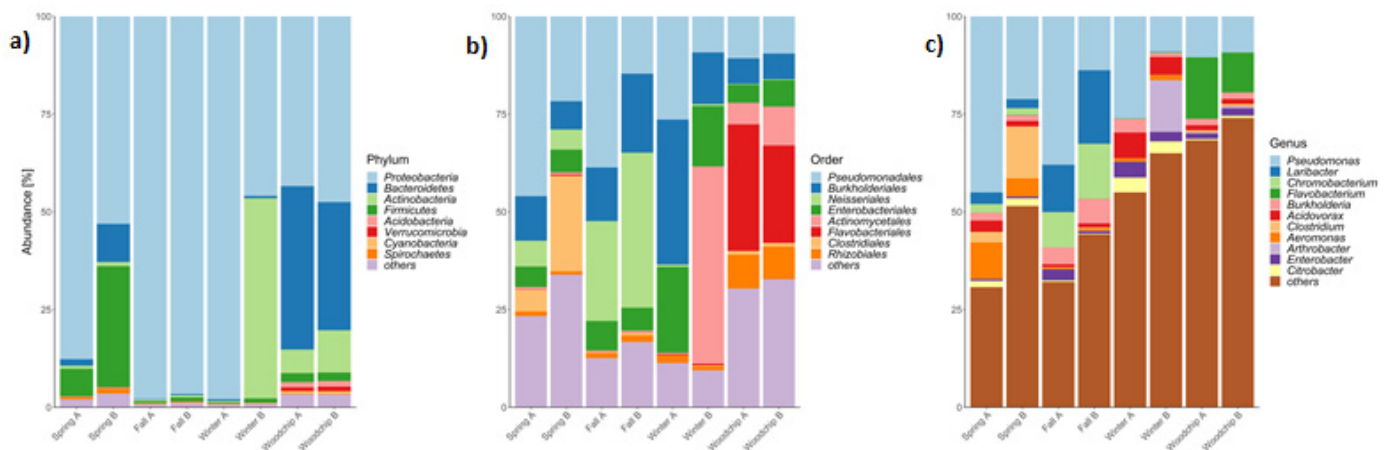 a)
Abundance [%]
100
75
50
25
0
Spring A
Spring B
Fall A
Fall B
Winter A
Winter B
Woodchip A
Woodchip B
Phylum
Proteobacteria
Bacteroidetes
Actinobacteria
Firmicutes
Acidobacteria
Verrucomicrobia
Cyanobacteria
Spirochaetes
others
b)
100
75
50
25
0
Spring A
Spring B
Fall A
Fall B
Winter A
Winter B
Woodchip A
Woodchip B
Order
Pseudomonadales
Burkholderiales
Neisseriales
Enterobacteriales
Actinomycetales
Flavobacteriales
Clostridiales
Rhizobiales
others
c)
100
75
50
25
0
Spring A
Spring B
Fall A
Fall B
Winter A
Winter B
Woodchip A
Woodchip B
Genus
Pseudomonas
Laribacter
Chromobacterium
Flavobacterium
Burkholderia
Acidovorax
Clostridium
Aeromonas
Arthrobacter
Enterobacter
Citrobacter
others